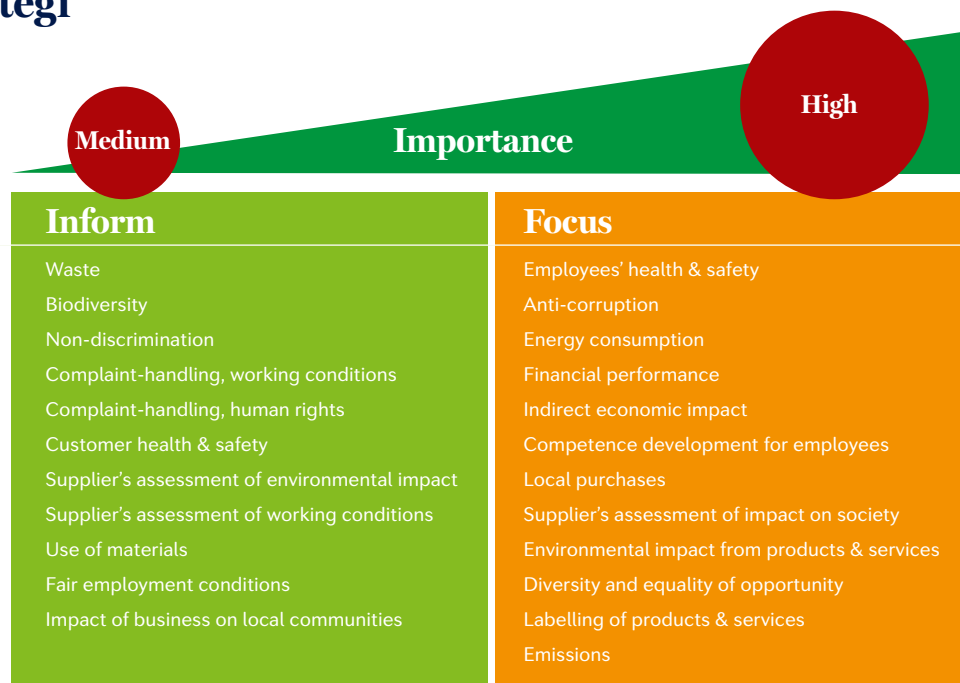 Medium
Importance
High
Inform
Waste
Biodiversity
Non-discrimination
Complaint-handling, working conditions
Complaint-handling, human rights
Customer health & safety
Supplier's assessment of environmental impact
Supplier's assessment of working conditions
Use of materials
Fair employment conditions
Impact of business on local communities
Focus
Employees’ health & safety
Anti-corruption
Energy consumption
Financial performance
Indirect economic impact
Competence development for employees
Local purchases
Supplier's assessment of impact on society
Environmental impact from products & services
Diversity and equality of opportunity
Labelling of products & services
Emissions